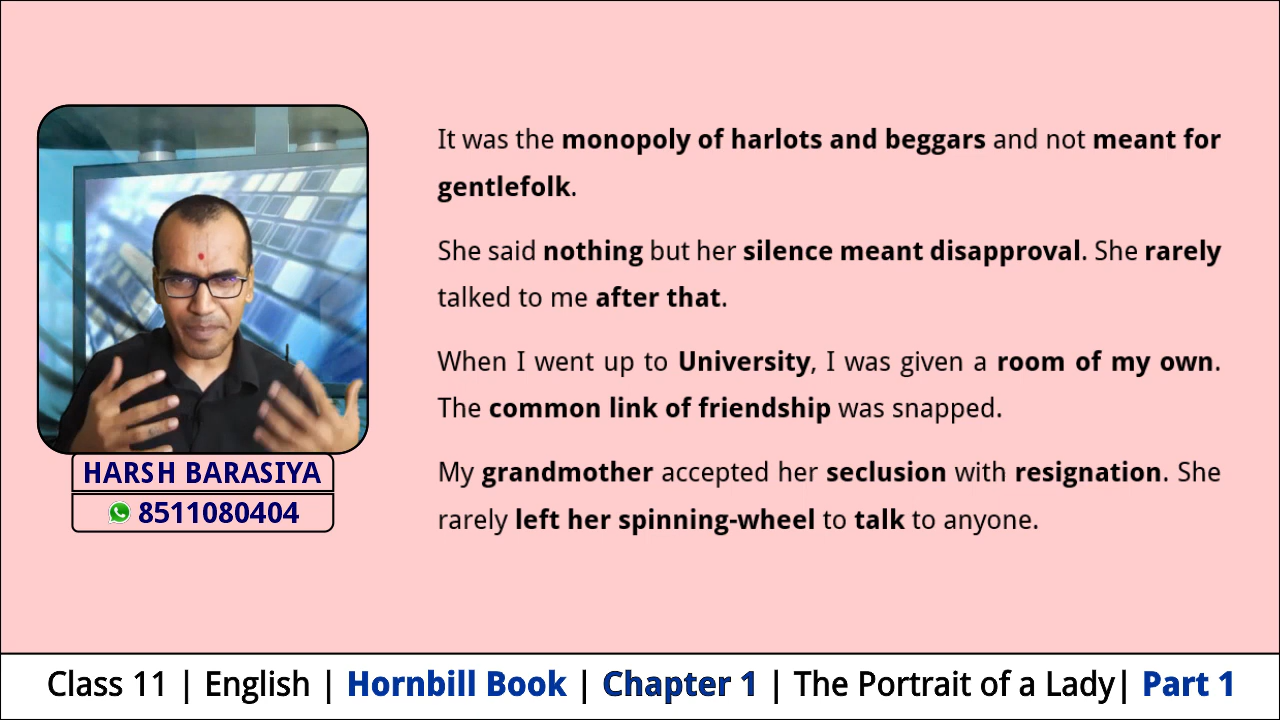 It was the monopoly of harlots and beggars and not meant for
gentlefolk.
She said nothing but her silence meant disapproval. She rarely
talked to me after that.
When I went up to University, I was given a room of my own.
The common link of friendship was snapped.
My grandmother accepted her seclusion with resignation. She
rarely left her spinning-wheel to talk to anyone.
HARSH BARASIYA
8511080404
Class 11 | English | Hornbill Book | Chapter 1 | The Portrait of a Lady| Part 1